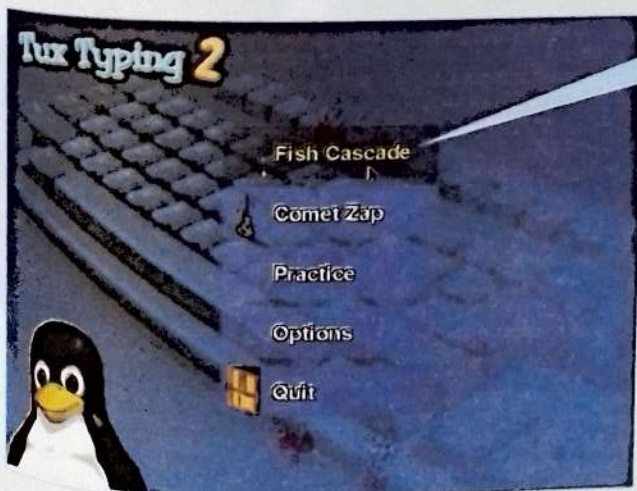 Tux Typing 2
Fish Cascade
Comet Zap
Practice
Options
Quit